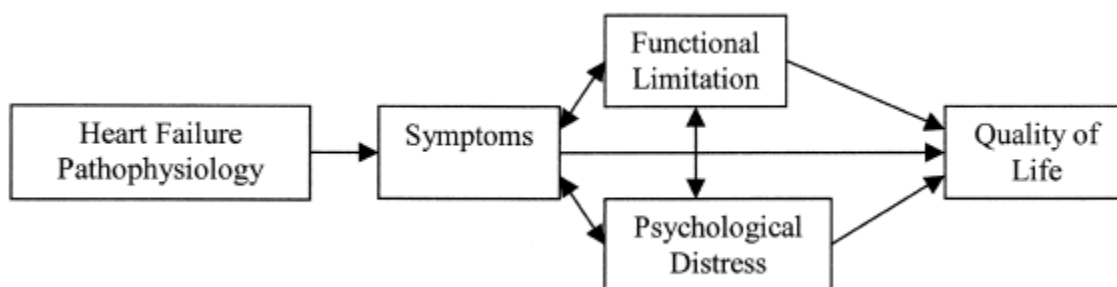 Functional
Limitation
Heart Failure
Pathophysiology
Symptoms
Quality of
Life
Psychological
Distress